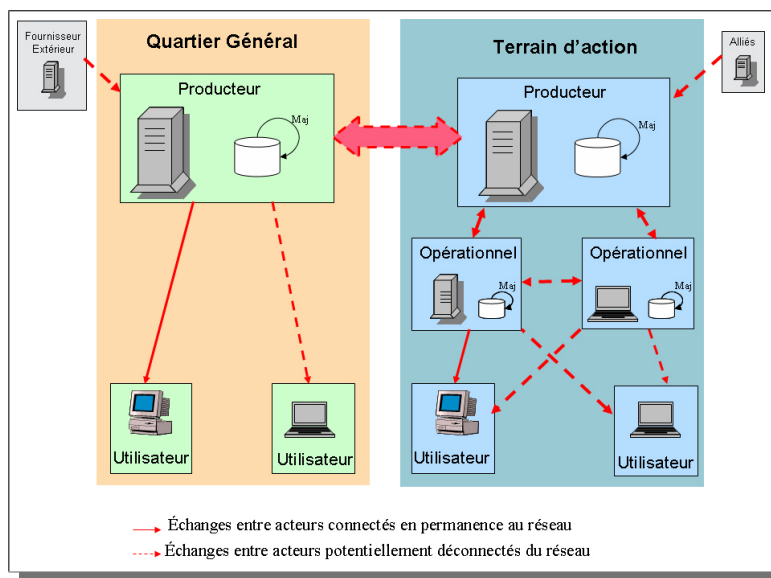 Fournisseur
Extérieur
Quartier Général
Terrain d'action
Alliés
Producteur
Maj
Producteur
Maj
Opérationnel
Maj
Opérationnel
Maj
Utilisateur
Utilisateur
Utilisateur
Utilisateur
Échanges entre acteurs connectés en permanence au réseau
Échanges entre acteurs potentiellement déconnectés du réseau